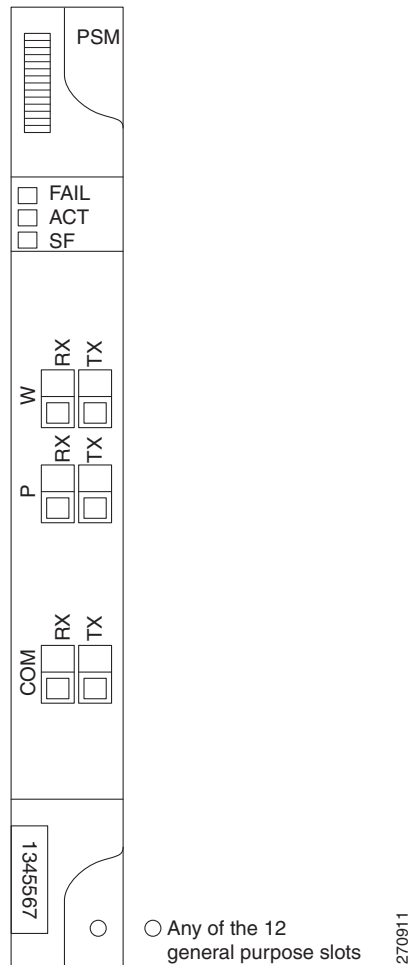 PSM
FAIL
ACT
SF
RX TX
W
RX TX
P
RX TX
COM
1345567
Any of the 12
general purpose slots
270911